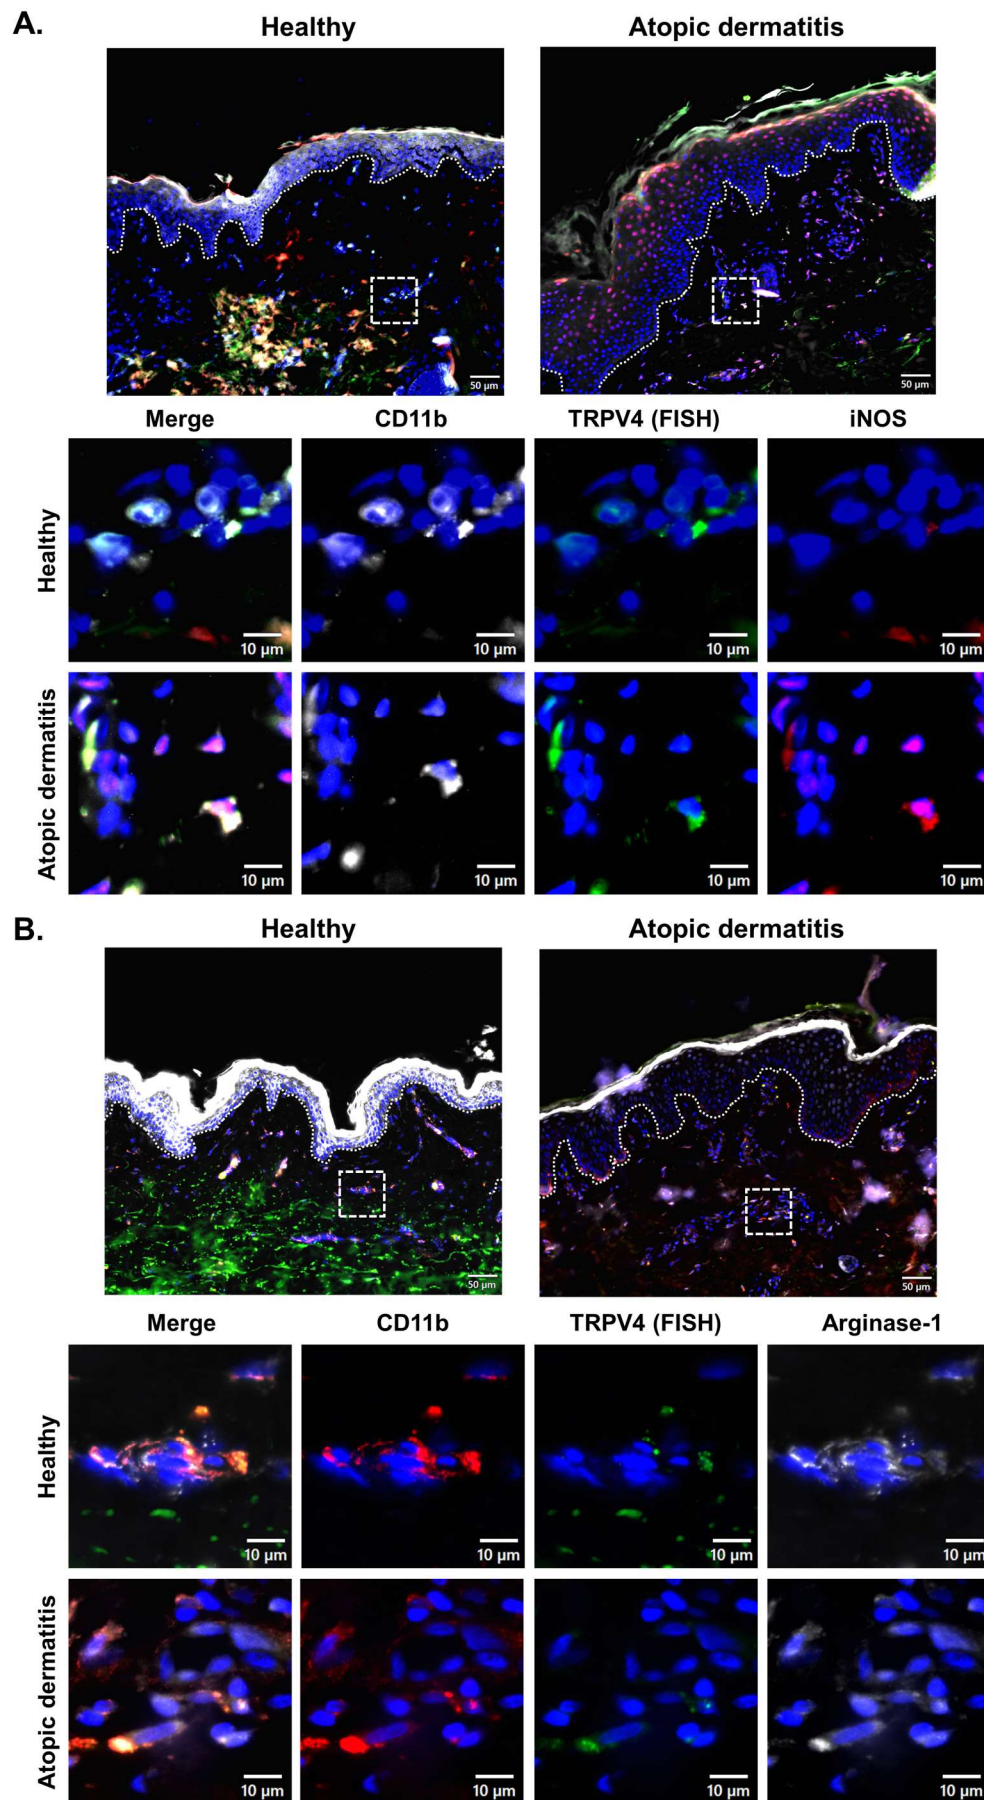 A.
Healthy Atopic dermatitis
50 µm 50 µm
Merge CD11b TRPV4 (FISH) iNOS
Healthy
10 µm 10 µm 10 µm 10 µm
Atopic dermatitis
10 µm 10 µm 10 µm 10 µm
B.
Healthy Atopic dermatitis
50 µm 50 µm
Merge CD11b TRPV4 (FISH) Arginase-1
Healthy
10 µm 10 µm 10 µm 10 µm
Atopic dermatitis
10 µm 10 µm 10 µm 10 µm